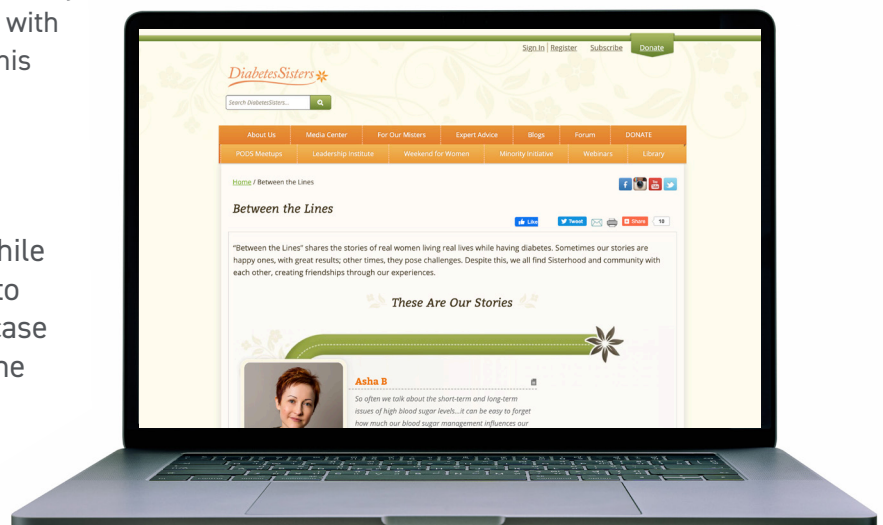 with
his
hile
to
case
ne
Sign In | Register Subscribe Donate
DiabetesSisters
Search DiabetesSisters...
About Us Media Center For Our Misters Expert Advice Blogs Forum DONATE
PODS Meetups Leadership Institute Weekend for Women Minority Initiative Webinars Library
Home / Between the Lines
Between the Lines
Like Tweet Share 10
"Between the Lines" shares the stories of real women living real lives while having diabetes. Sometimes our stories are
happy ones, with great results; other times, they pose challenges. Despite this, we all find Sisterhood and community with
each other, creating friendships through our experiences.
These Are Our Stories
Asha B
So often we talk about the short-term and long-term
issues of high blood sugar levels...it can be easy to forget
how much our blood sugar management influences our